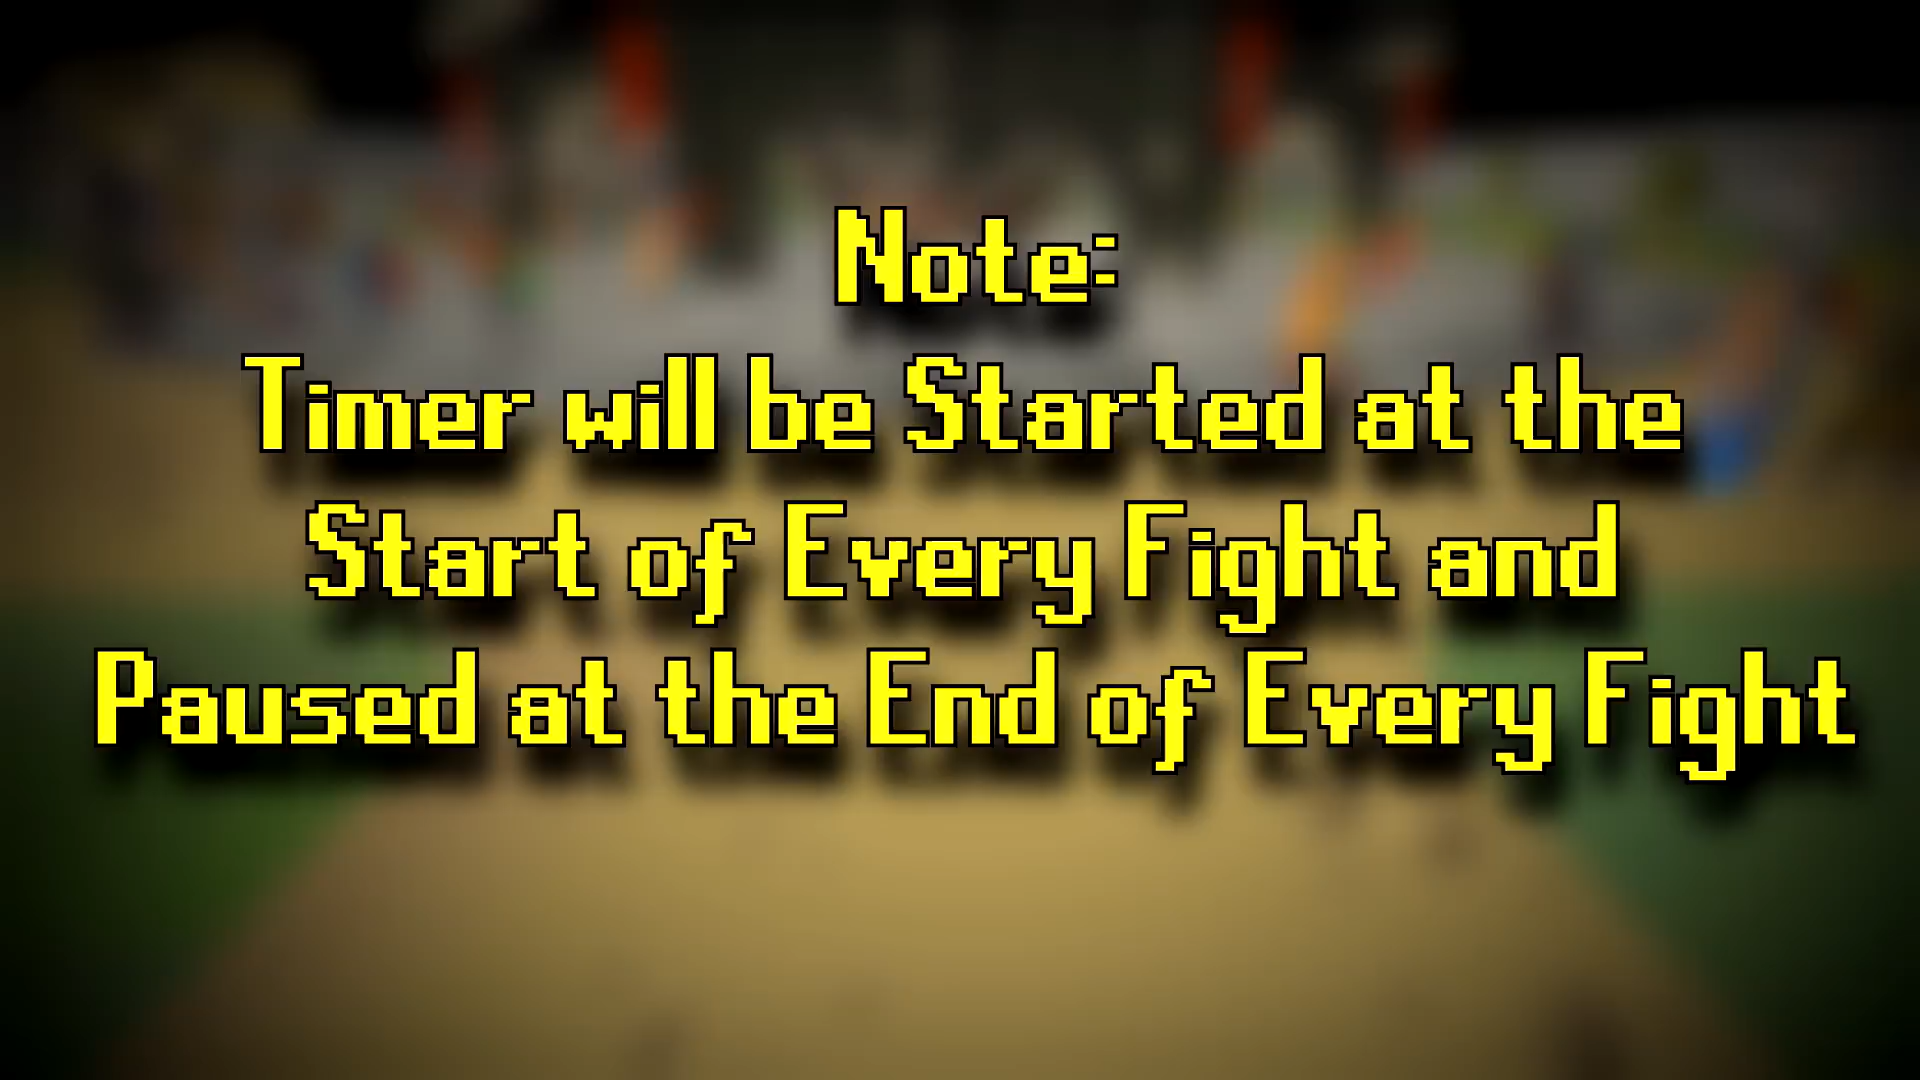 Note:
Timer will be Started at the
Start of Every Fight and
Paused at the End of Every Fight